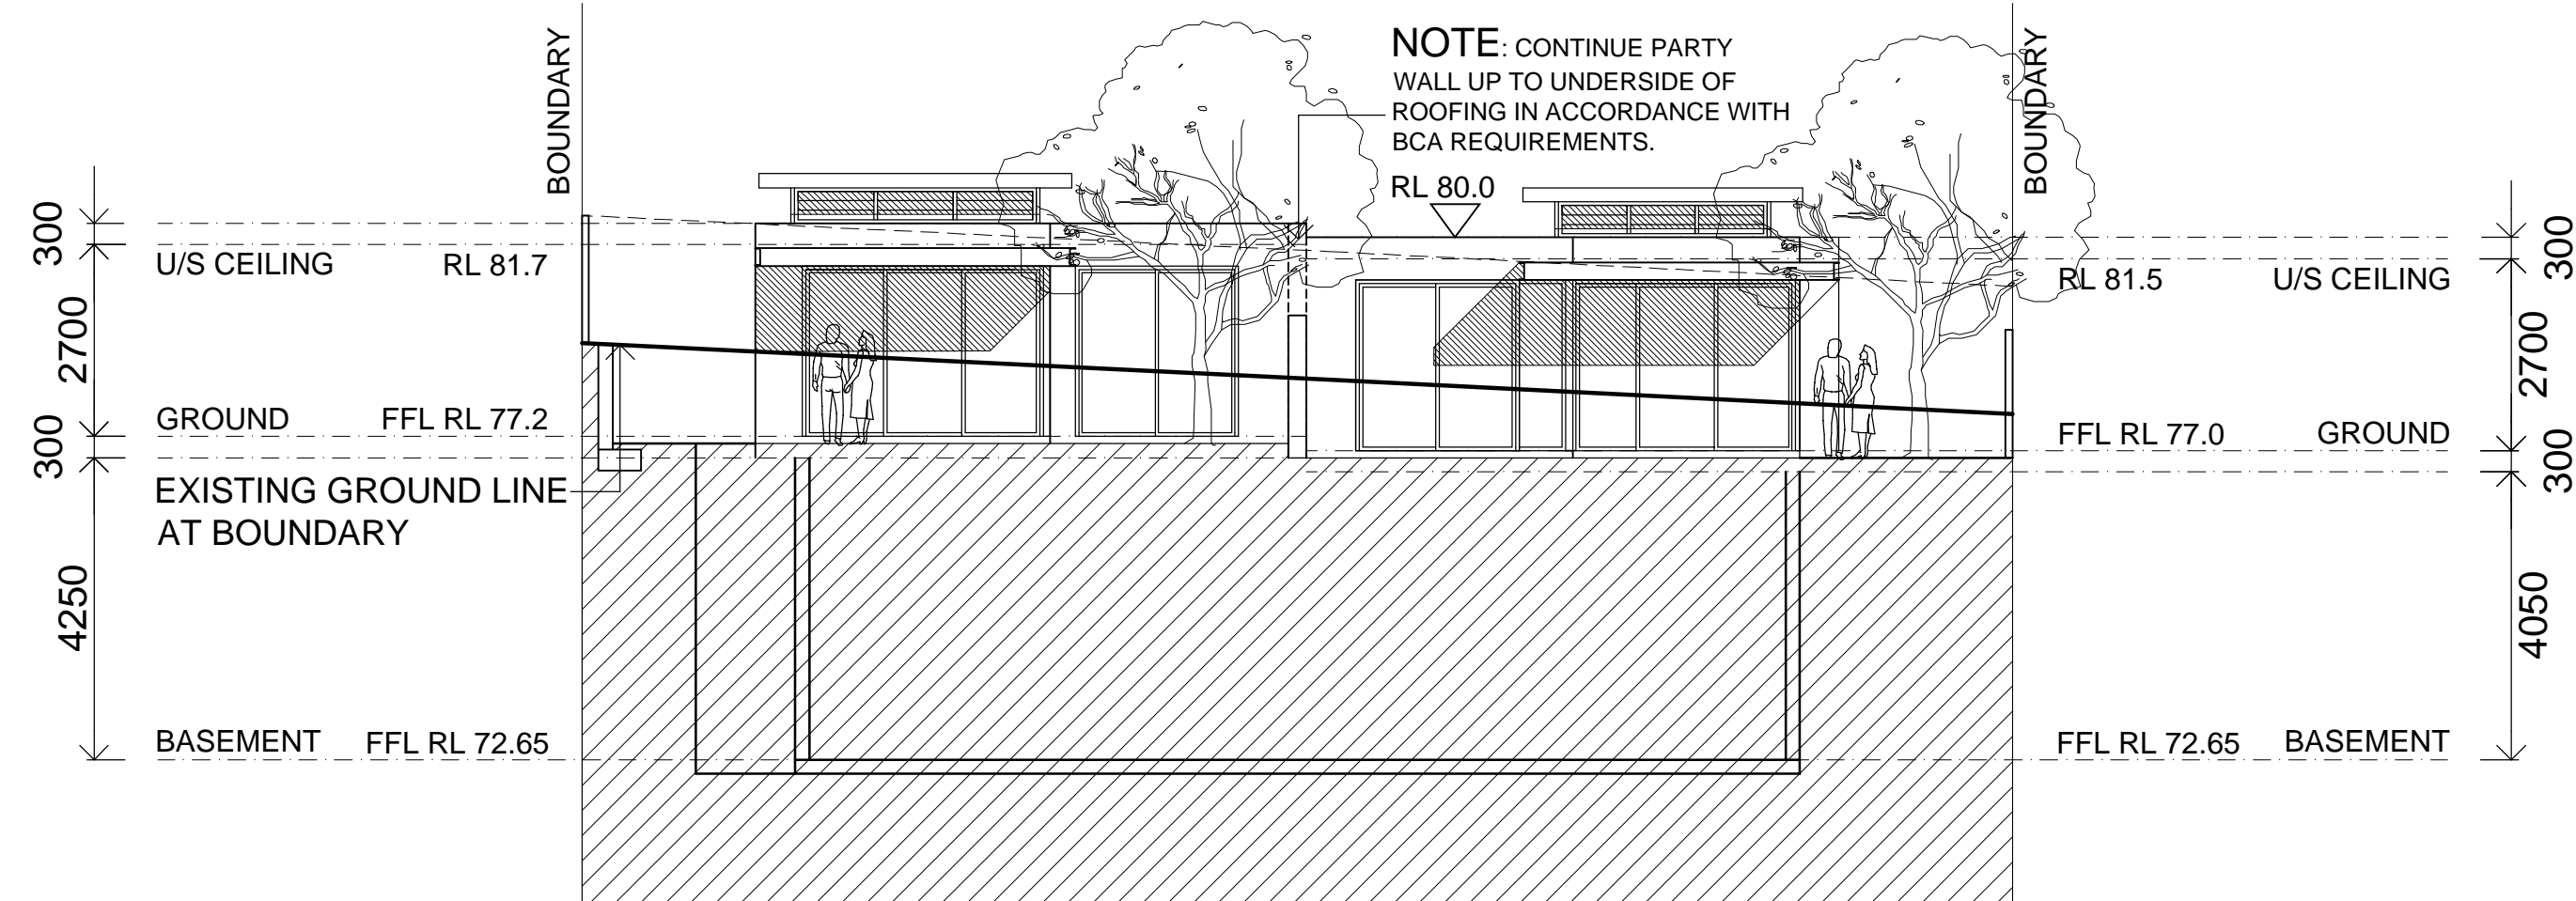 BOUNDARY
NOTE: CONTINUE PARTY
WALL UP TO UNDERSIDE OF
ROOFING IN ACCORDANCE WITH
BCA REQUIREMENTS.
RL 80.0
BOUNDARY
300
U/S CEILING RL 81.7
2700
GROUND FFL RL 77.2
300
EXISTING GROUND LINE
AT BOUNDARY
4250
BASEMENT FFL RL 72.65
300
RL 81.5 U/S CEILING
2700
FFL RL 77.0 GROUND
300
4050
FFL RL 72.65 BASEMENT